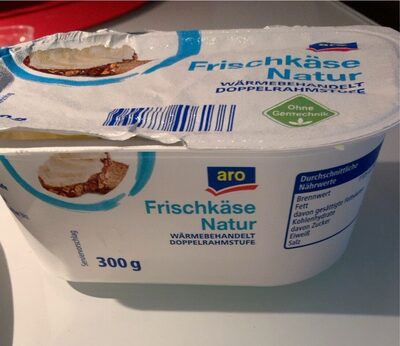 aro
Frischkäse
Natur
WÄRMEBEHANDELT
DOPPELRAHMSTUFE
Ohne
Gentechnik
aro
Frischkäse
Natur
WÄRMEBEHANDELT
DOPPELRAHMSTUFE
Serviervorschlag
300 g
Durchschnittliche
Nährwerte
Brennwert
Fett
davon gesättigte
Kohlenhydrate
davon Zucker
Eiweiß
Salz